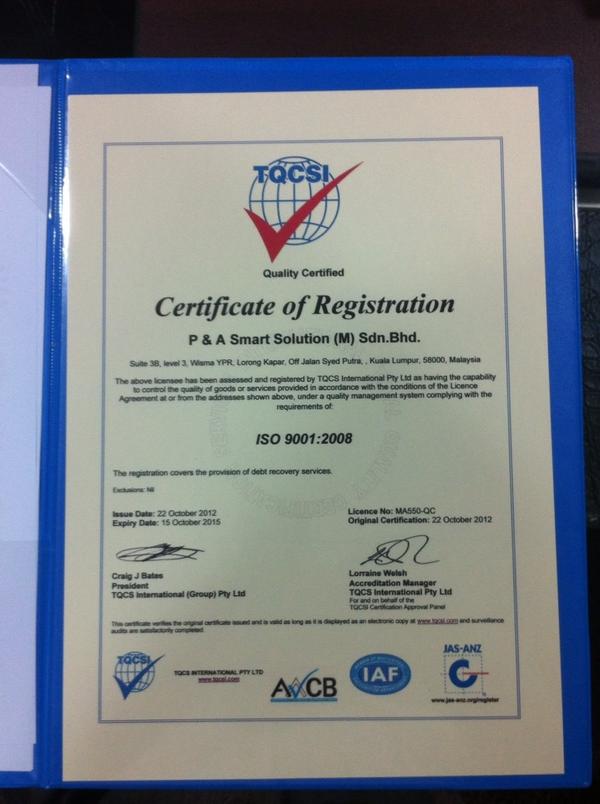 TQCSI
Quality Certified
Certificate of Registration
P & A Smart Solution (M) Sdn.Bhd.
Suite 3B, level 3, Wisma YPR, Lorong Kapar, Off Jalan Syed Putra, , Kuala Lumpur, 58000, Malaysia
The above licensee has been assessed and registered by TQCS International Pty Ltd as having the capability
to control the quality of goods or services provided in accordance with the conditions of the Licence
Agreement at or from the addresses shown above, under a quality management system complying with the
requirements of:
ISO 9001:2008
The registration covers the provision of debt recovery services.
Exclusions: Nil
Issue Date: 22 October 2012
Expiry Date: 15 October 2015
Licence No: MA550-QC
Original Certification: 22 October 2012
Craig J Bates
President
TQCS International (Group) Pty Ltd
Lorraine Welsh
Accreditation Manager
TQCS International Pty Ltd
For and on behalf of the
TQCSI Certification Approval Panel
This certificate verifies the original certificate issued and is valid as long as it is displayed as an electronic copy at www.tqcsi.com and surveillance
audits are satisfactorily completed.
TQCSI
TQCS INTERNATIONAL PTY LTD
www.tqcsi.com
AACB
IAF
JAS-ANZ
www.jas-anz.org/register